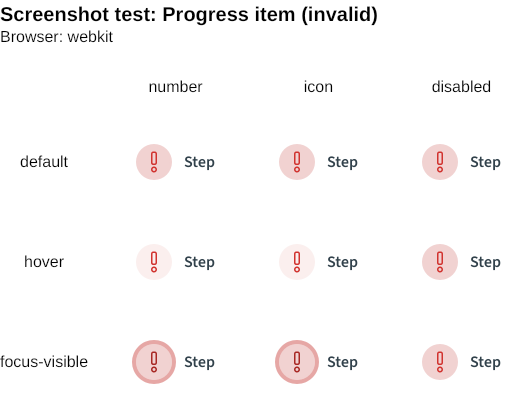 Screenshot test: Progress item (invalid)
Browser: webkit
number icon disabled
default Step Step Step
hover Step Step Step
focus-visible Step Step Step